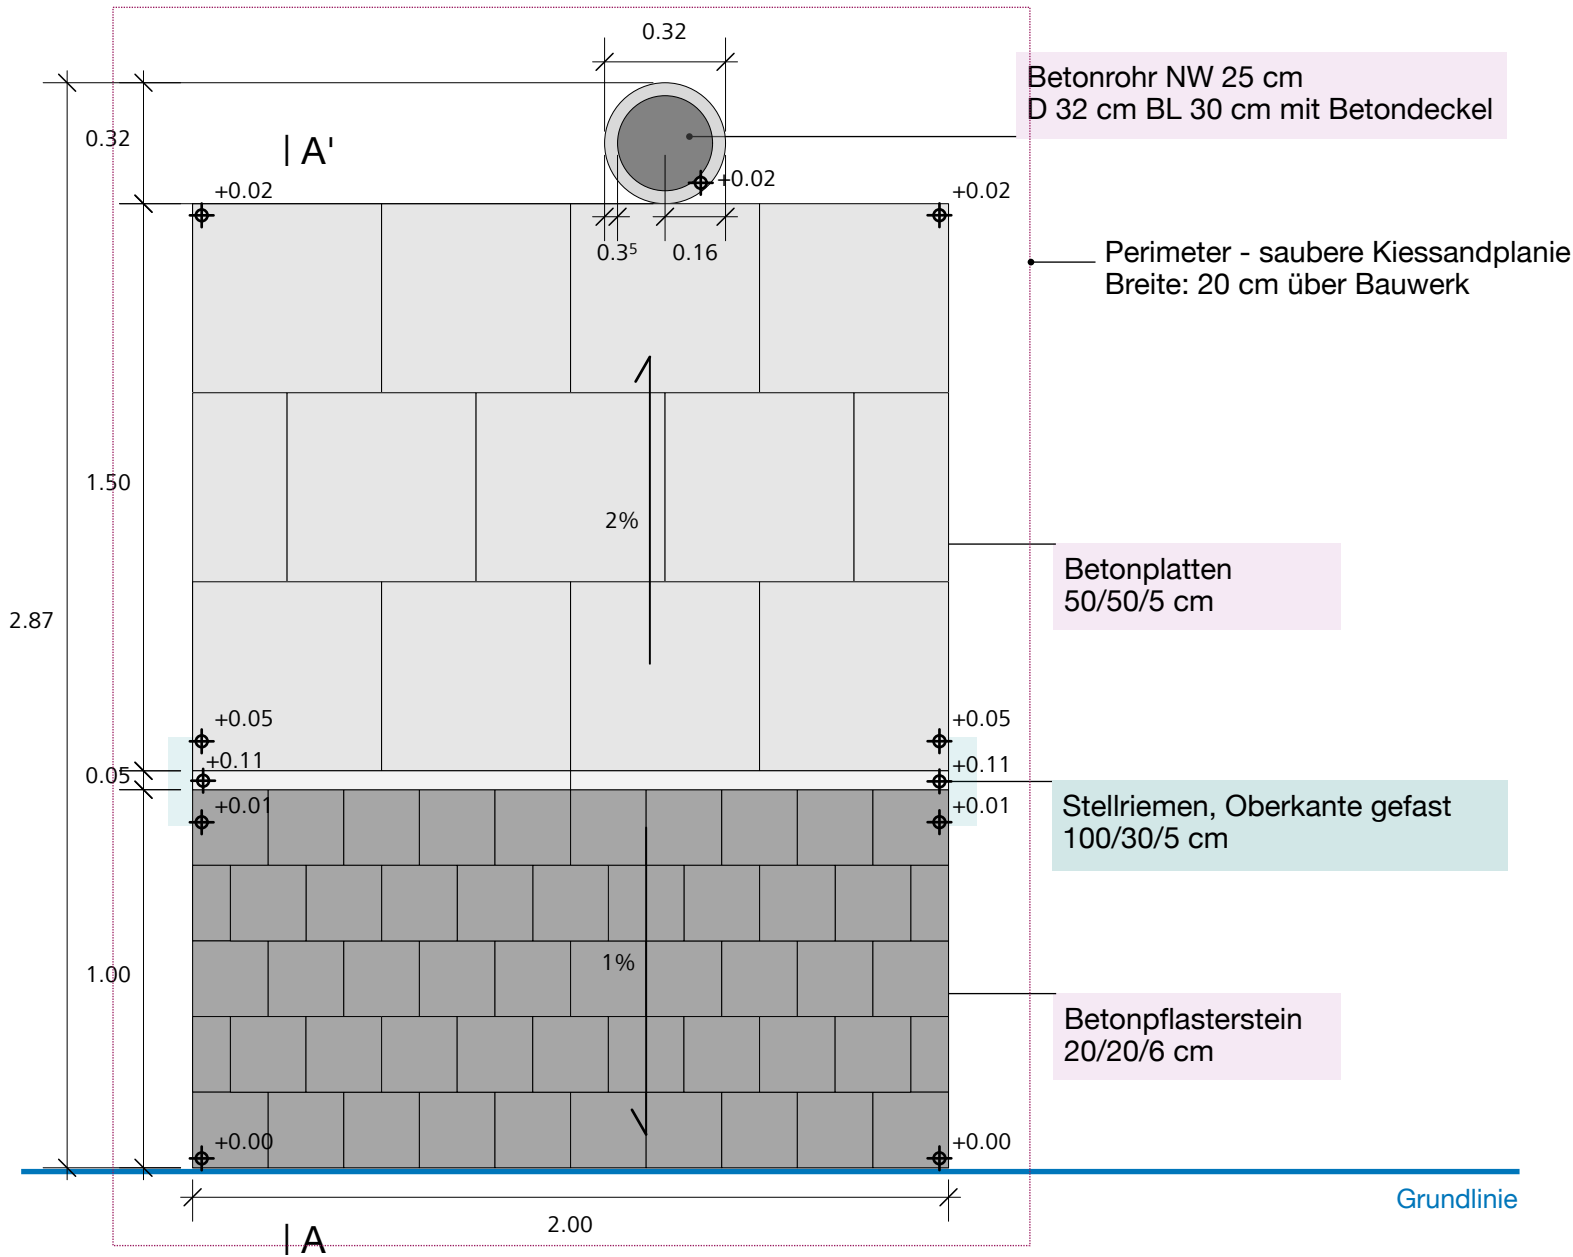 0.32
Betonrohr NW 25 cm
D 32 cm BL 30 cm mit Betondeckel
0.32
A'
+0.02
+0.02
+0.02
0.3⁵
0.16
Perimeter - saubere Kiessandplanie
Breite: 20 cm über Bauwerk
1.50
2%
Betonplatten
50/50/5 cm
2.87
+0.05
+0.05
+0.11
+0.11
0.05
+0.01
+0.01
Stellriemen, Oberkante gefast
100/30/5 cm
1.00
1%
Betonpflasterstein
20/20/6 cm
+0.00
+0.00
Grundlinie
2.00
A